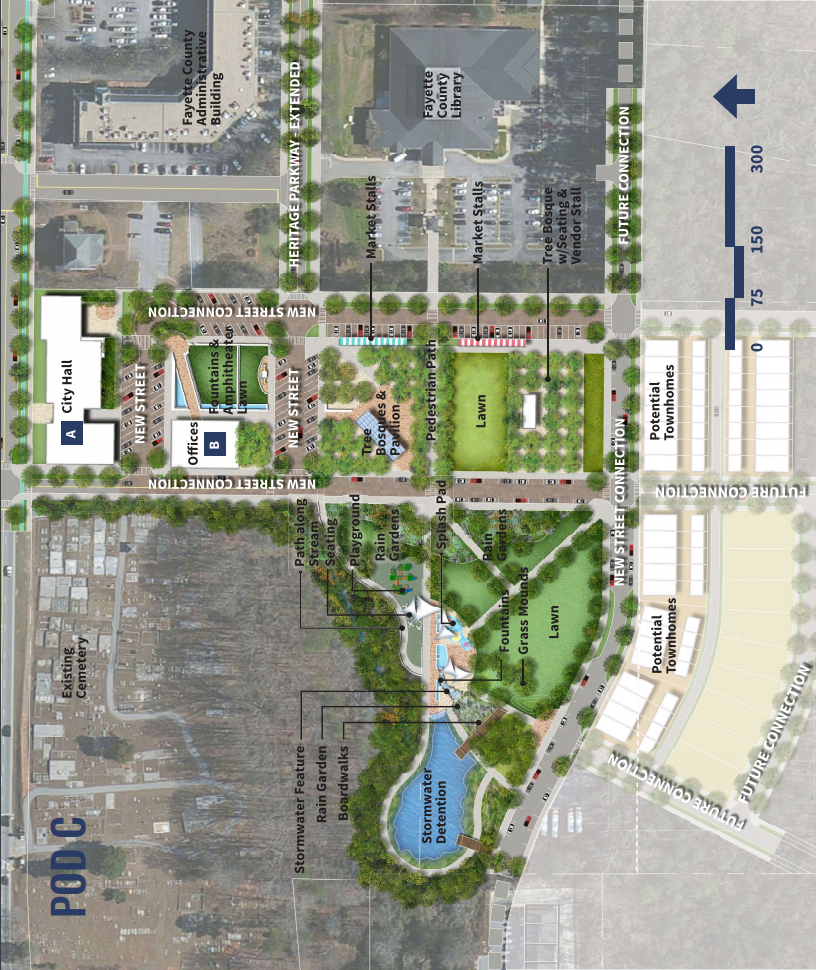 POD C
Existing
Cemetery
A
City Hall
NEW STREET
Offices
B
Fountains &
Amphitheater
Lawn
NEW STREET
NEW STREET CONNECTION
NEW STREET CONNECTION
Fayette County
Administrative
Building
HERITAGE PARKWAY - EXTENDED
Fayette
County
Library
Market Stalls
Market Stalls
Tree Bosque
w/Seating &
Vendor Stall
Tree
Bosques &
Pavilion
Pedestrian Path
Lawn
Path along
Stream
Seating
Playground
Rain
Gardens
Splash Pad
Rain
Gardens
Fountains
Grass Mounds
Lawn
Stormwater Feature
Rain Garden
Boardwalks
Stormwater
Detention
NEW STREET CONNECTION
FUTURE CONNECTION
Potential
Townhomes
Potential
Townhomes
FUTURE CONNECTION
FUTURE
FUTURE CONNECTION
FUTURE CONNECTION
FUTURE
0
75
150
300